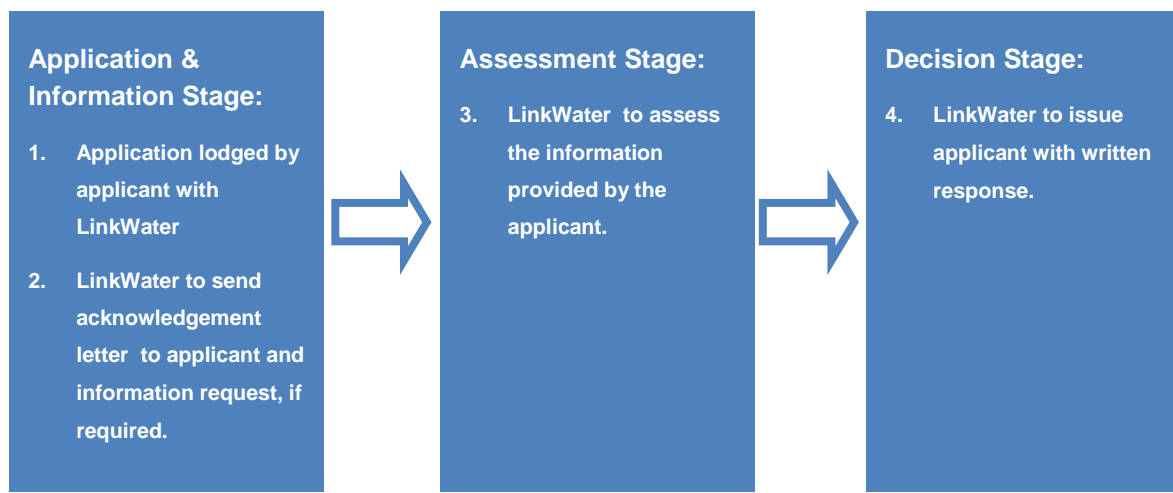 Application &
Information Stage:
1. Application lodged by
applicant with
LinkWater
2. LinkWater to send
acknowledgement
letter to applicant and
information request, if
required.
Assessment Stage:
3. LinkWater to assess
the information
provided by the
applicant.
Decision Stage:
4. LinkWater to issue
applicant with written
response.